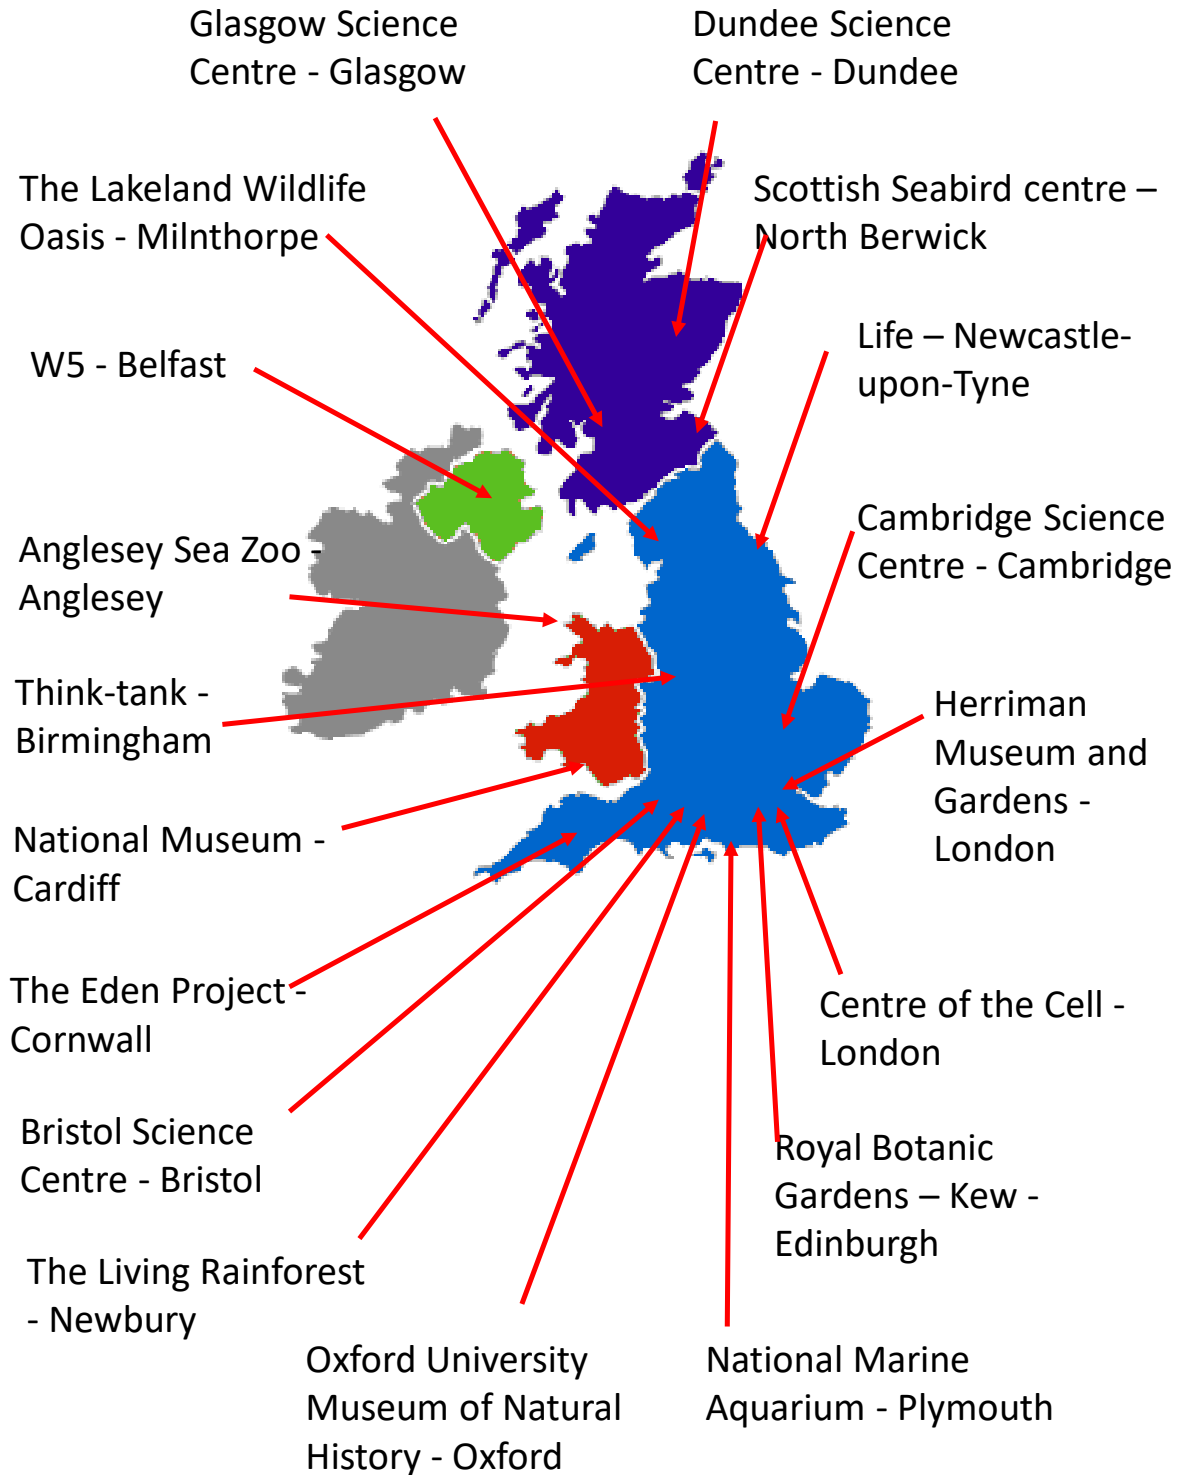 Glasgow Science
Centre - Glasgow
Dundee Science
Centre - Dundee
The Lakeland Wildlife
Oasis - Milnthorpe
Scottish Seabird centre –
North Berwick
W5 - Belfast
Life – Newcastle-
upon-Tyne
Anglesey Sea Zoo -
Anglesey
Cambridge Science
Centre - Cambridge
Think-tank -
Birmingham
Herriman
Museum and
Gardens -
London
National Museum -
Cardiff
The Eden Project -
Cornwall
Centre of the Cell -
London
Bristol Science
Centre - Bristol
Royal Botanic
Gardens – Kew -
Edinburgh
The Living Rainforest
- Newbury
Oxford University
Museum of Natural
History - Oxford
National Marine
Aquarium - Plymouth